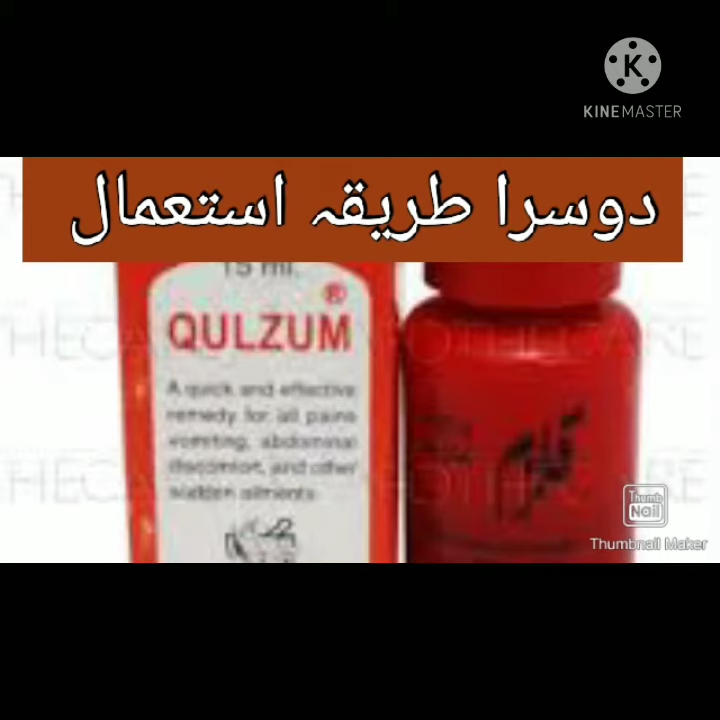 KINEMASTER
دوسرا طریقہ استعمال
15 ml.
QULZUM®
A quick and effective
remedy for all pains
vomiting, abdominal
discomfort, and other
sudden ailments
Thumb
Nail
Thumbnail Maker